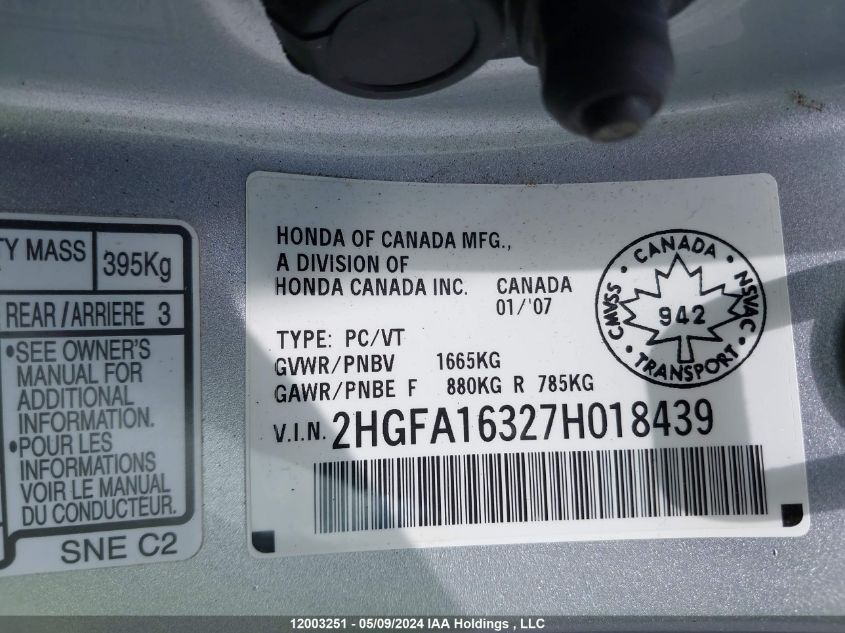 TY MASS 395Kg
REAR / ARRIERE 3
•SEE OWNER'S
MANUAL FOR
ADDITIONAL
INFORMATION.
•POUR LES
INFORMATIONS
VOIR LE MANUAL
DU CONDUCTEUR.
SNE C2
HONDA OF CANADA MFG.,
A DIVISION OF
HONDA CANADA INC. CANADA
01/'07
TYPE: PC/VT
GVWR/PNBV 1665KG
GAWR/PNBE F 880KG R 785KG
V.I.N. 2HGFA16327H018439
• CANADA •
CMVSS
942
NSVAC
• TRANSPORT •
12003251 - 05/09/2024 IAA Holdings , LLC